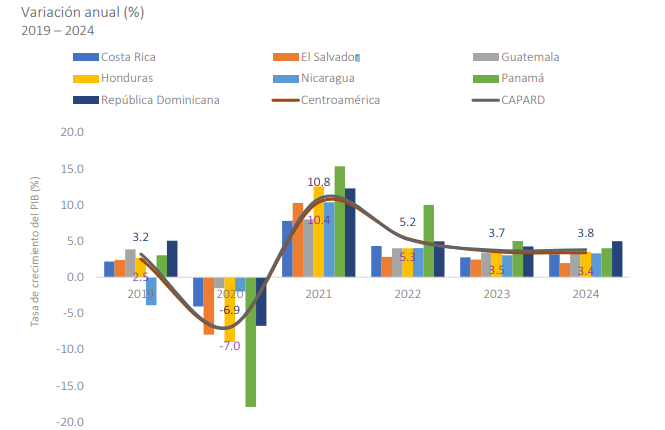 Variación anual (%)
2019 – 2024
Costa Rica
El Salvador
Guatemala
Honduras
Nicaragua
Panamá
República Dominicana
Centroamérica
CAPARD
Tasa de crecimiento del PIB (%)
20.0
15.0
10.0
5.0
0.0
-5.0
-10.0
-15.0
-20.0
3.2
2.5
2019
2020
-6.9
-7.0
10.8
10.4
2021
5.2
5.3
2022
3.7
3.5
2023
3.8
3.4
2024